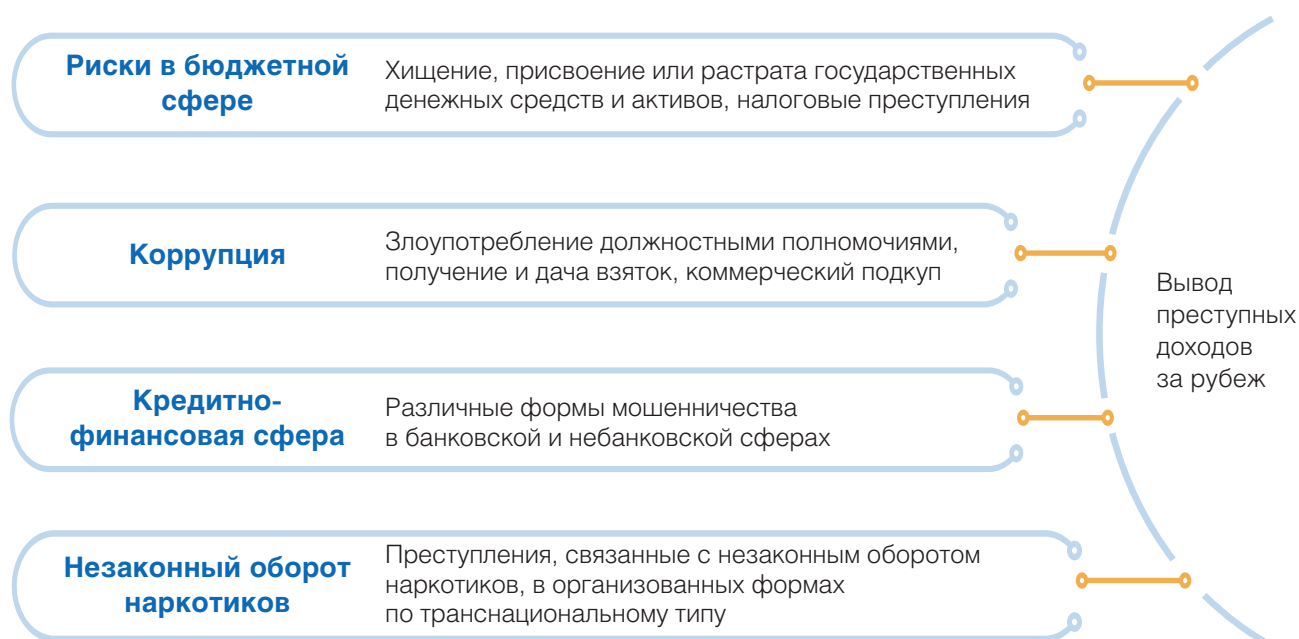 Риски в бюджетной
сфере
Хищение, присвоение или растрата государственных
денежных средств и активов, налоговые преступления
Коррупция
Злоупотребление должностными полномочиями,
получение и дача взяток, коммерческий подкуп
Кредитно-
финансовая сфера
Различные формы мошенничества
в банковской и небанковской сферах
Незаконный оборот
наркотиков
Преступления, связанные с незаконным оборотом
наркотиков, в организованных формах
по транснациональному типу
Вывод
преступных
доходов
за рубеж